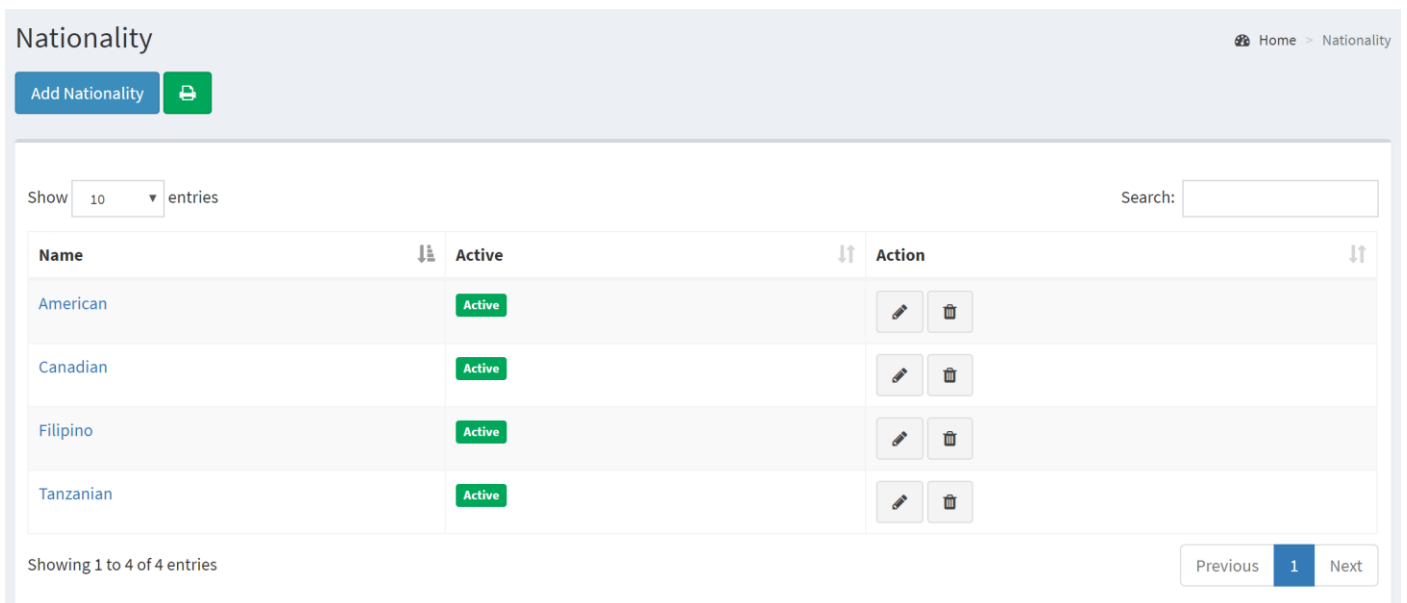 Nationality
Home > Nationality
Add Nationality
Show 10 entries
Search:
Name Active Action
American Active
Canadian Active
Filipino Active
Tanzanian Active
Showing 1 to 4 of 4 entries
Previous 1 Next